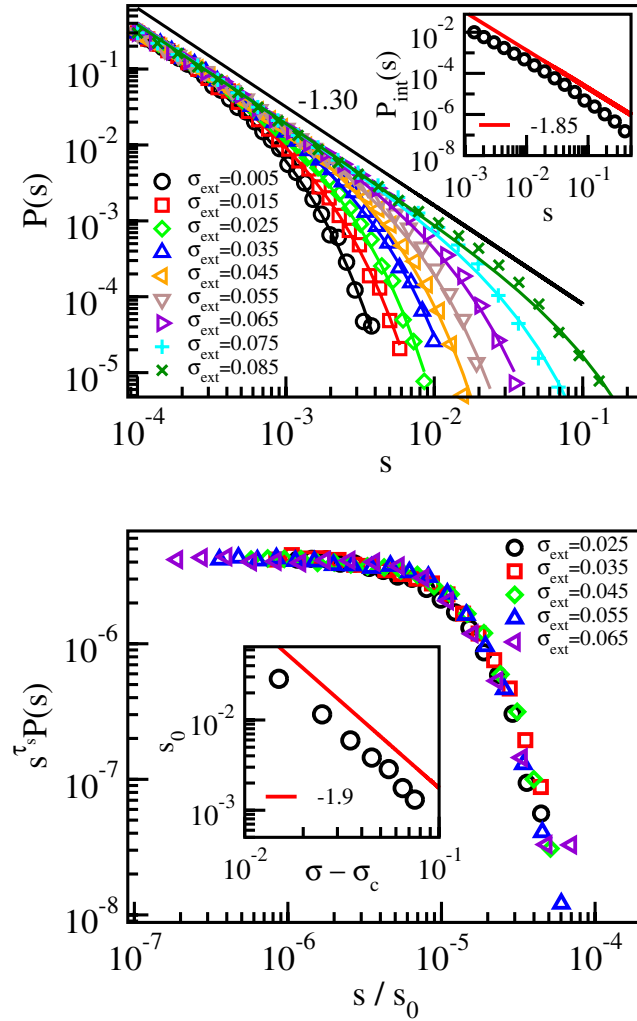 10⁻¹
10⁻²
10⁻³
10⁻⁴
10⁻⁵
P(s)
10⁻⁴
10⁻³
10⁻²
10⁻¹
s
-1.30
σ_ext=0.005
σ_ext=0.015
σ_ext=0.025
σ_ext=0.035
σ_ext=0.045
σ_ext=0.055
σ_ext=0.065
σ_ext=0.075
σ_ext=0.085
10⁻²
10⁻⁴
10⁻⁶
10⁻⁸
P_int(s)
-1.85
10⁻³
10⁻²
10⁻¹
s
10⁻⁶
10⁻⁷
10⁻⁸
s^τ_s P(s)
σ_ext=0.025
σ_ext=0.035
σ_ext=0.045
σ_ext=0.055
σ_ext=0.065
s₀
10⁻²
10⁻³
-1.9
10⁻²
10⁻¹
σ − σ_c
10⁻⁷
10⁻⁶
10⁻⁵
10⁻⁴
s / s₀